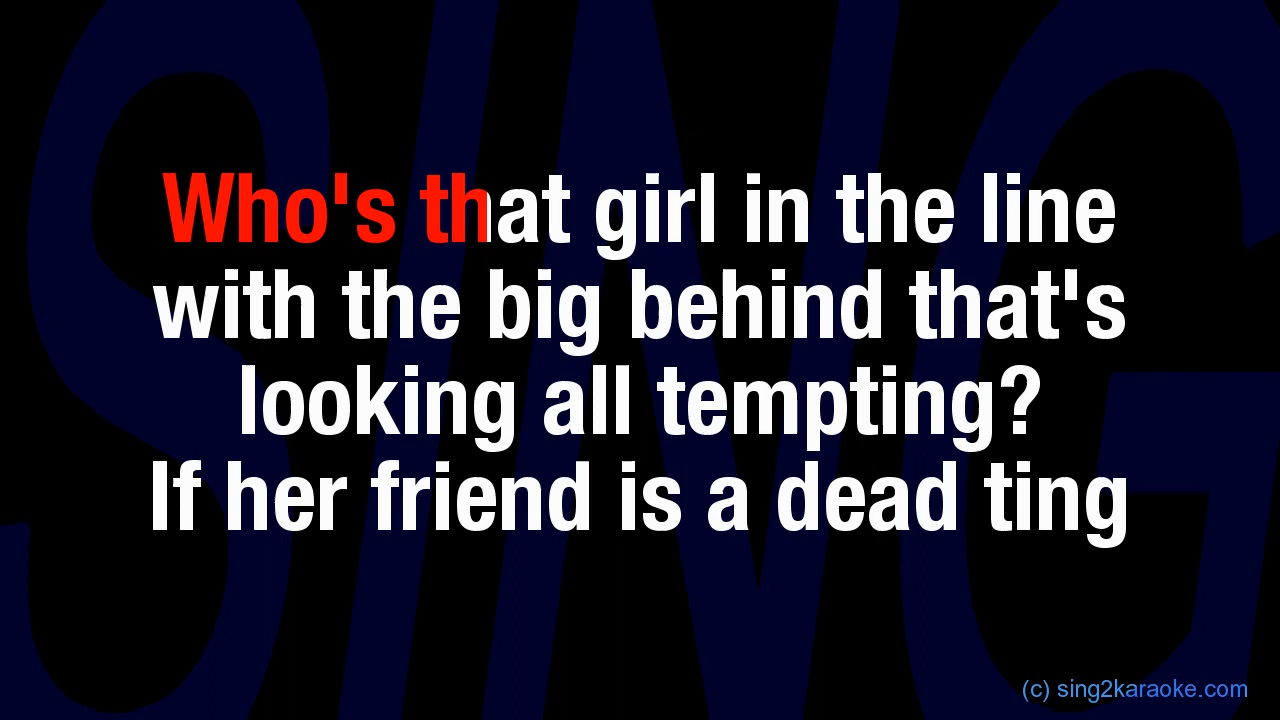 Who's that girl in the line
with the big behind that's
looking all tempting?
If her friend is a dead ting
(c) sing2karaoke.com
SING